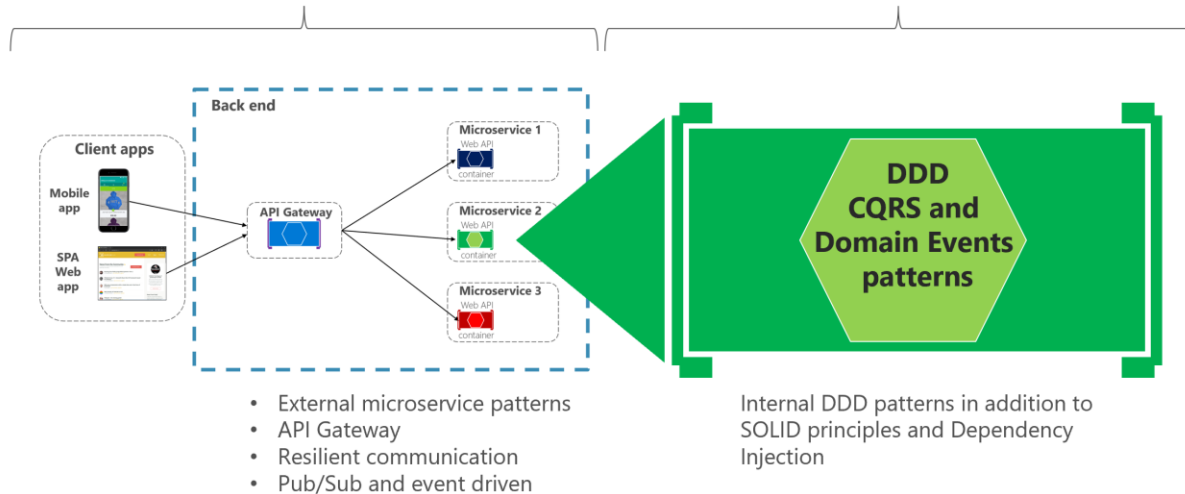 Back end
Client apps
Mobile
app
SPA
Web
app
API Gateway
Microservice 1
Web API
container
Microservice 2
Web API
container
Microservice 3
Web API
container
DDD
CQRS and
Domain Events
patterns
• External microservice patterns
• API Gateway
• Resilient communication
• Pub/Sub and event driven
Internal DDD patterns in addition to
SOLID principles and Dependency
Injection